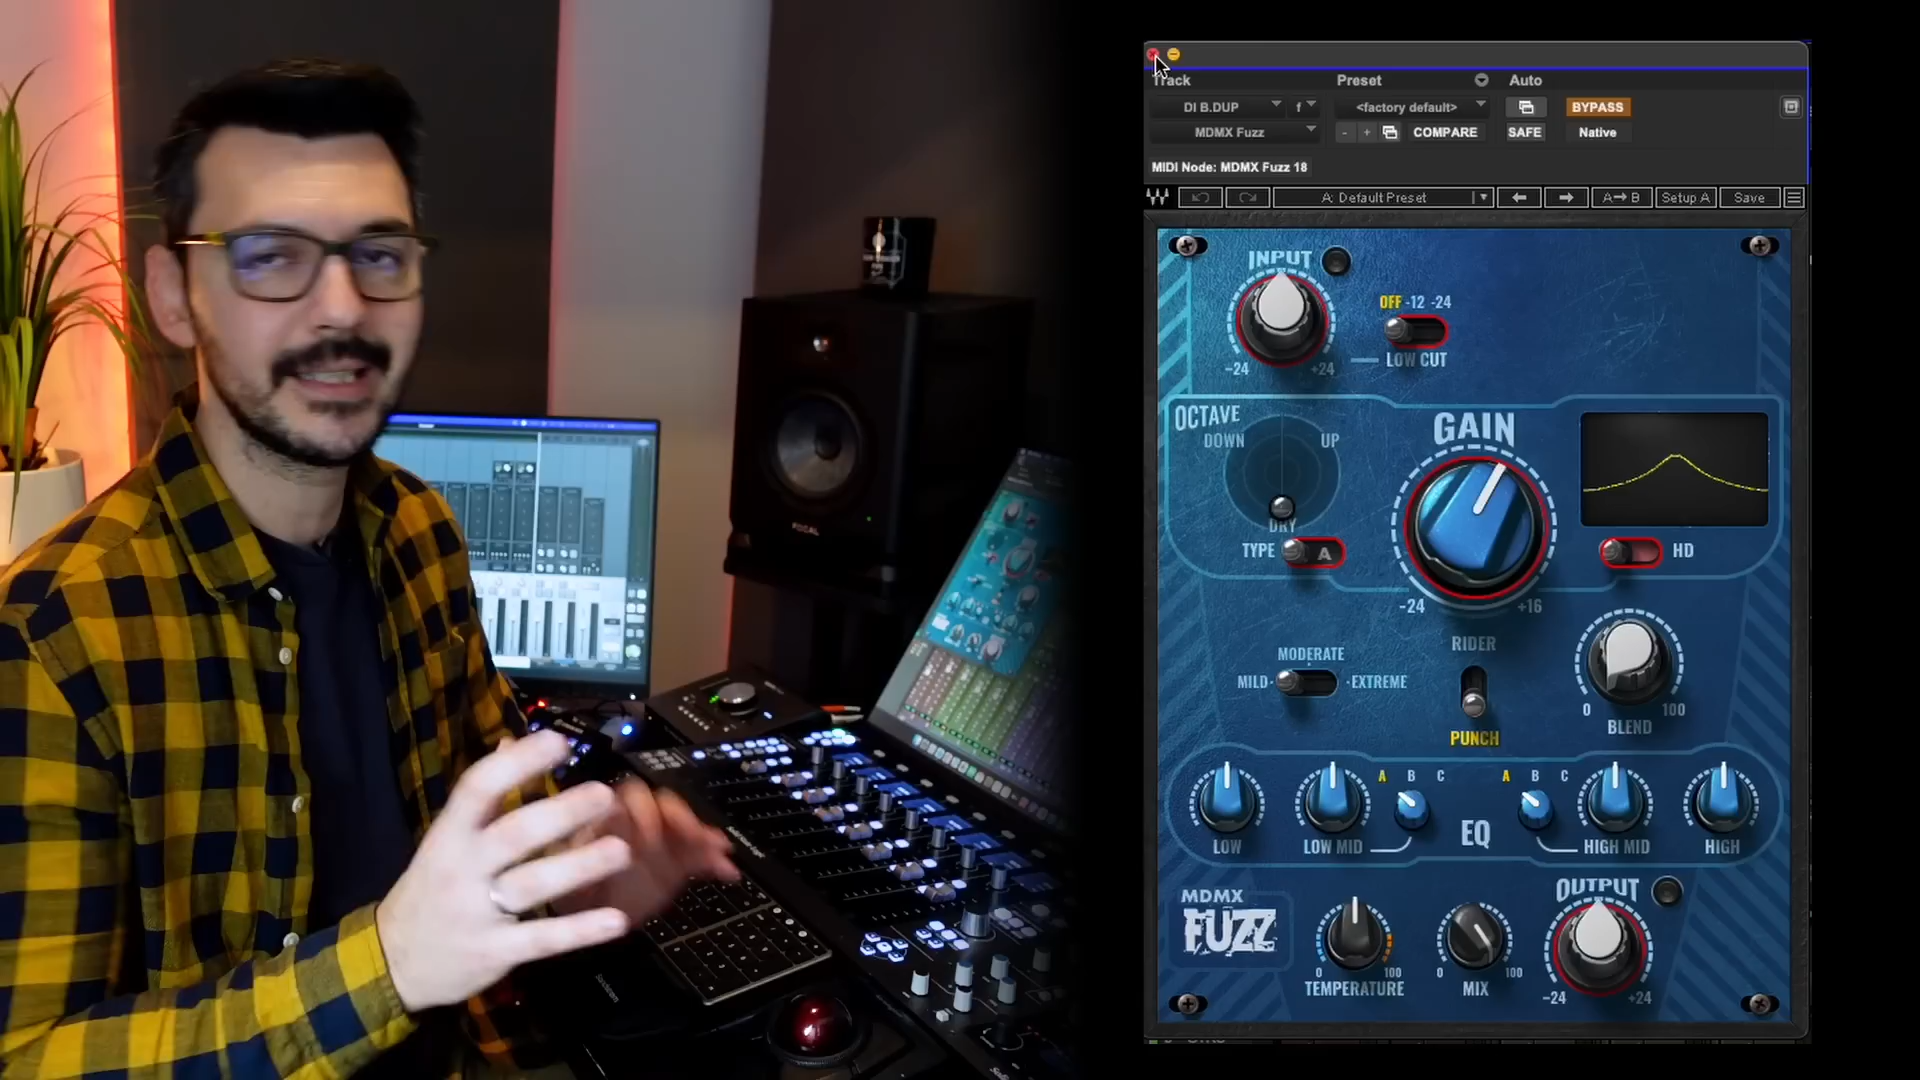 Track
Preset
Auto
DI B.DUP
f
<factory default>
BYPASS
MDMX Fuzz
- +
COMPARE
SAFE
Native
MIDI Node: MDMX Fuzz 18
A: Default Preset
A→B
Setup A
Save
INPUT
-24 +24
OFF -12 -24
LOW CUT
OCTAVE
DOWN
UP
DRY
TYPE
A
GAIN
-24 +16
HD
RIDER
MODERATE
MILD
EXTREME
PUNCH
0 100
BLEND
A B C
A B C
LOW
LOW MID
EQ
HIGH MID
HIGH
MDMX
FUZZ
0 100
TEMPERATURE
0 100
MIX
OUTPUT
-24 +24
FOCAL